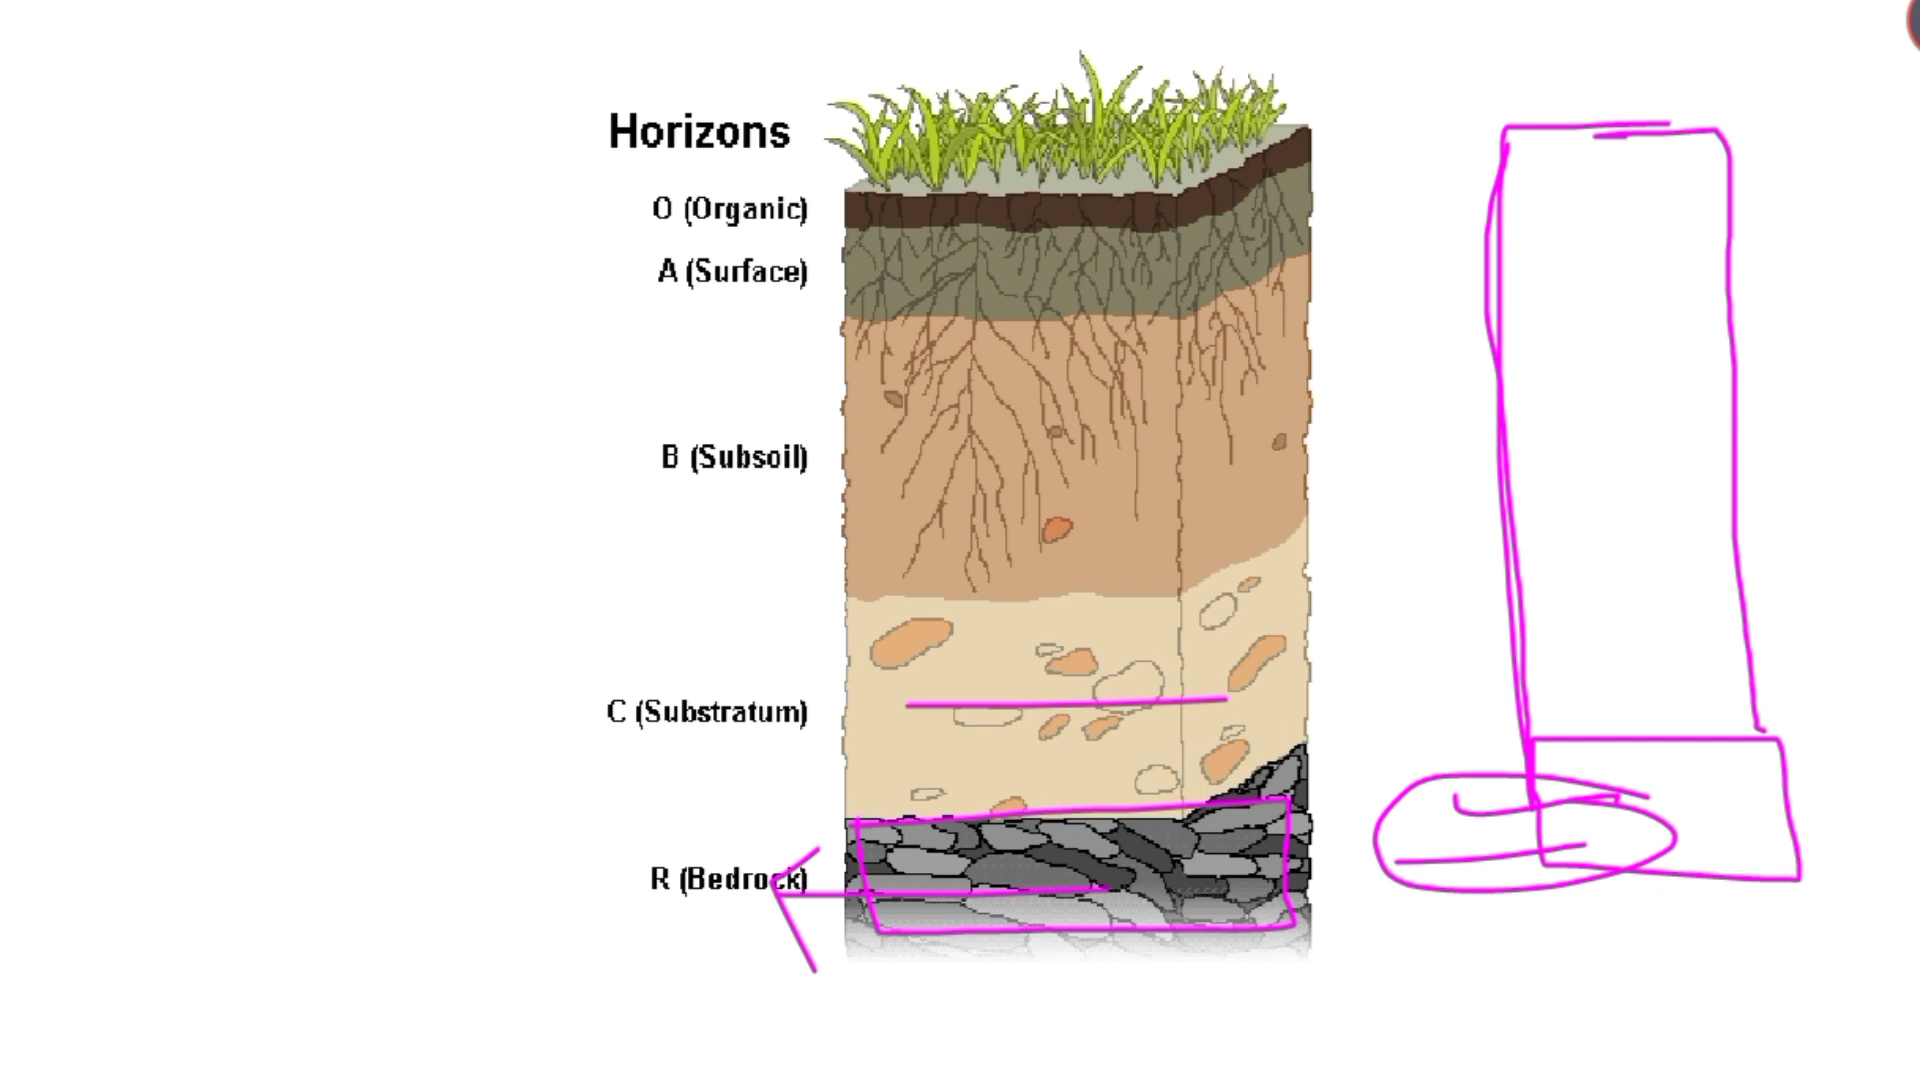 Horizons
O (Organic)
A (Surface)
B (Subsoil)
C (Substratum)
R (Bedrock)